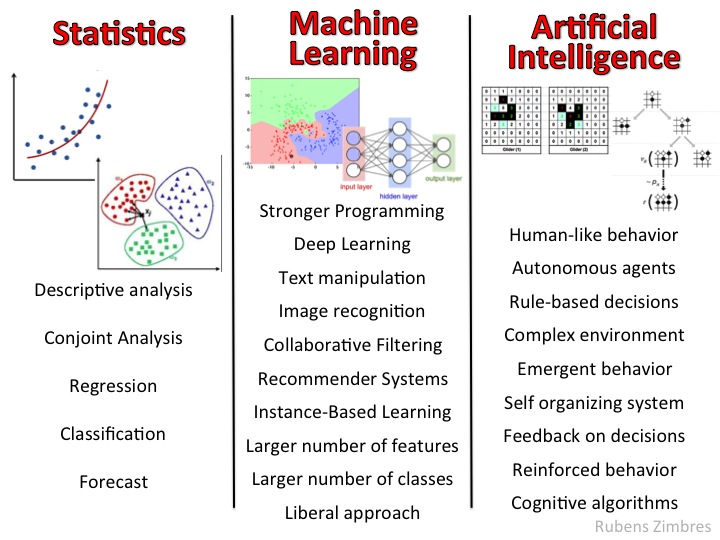 Statistics
Descriptive analysis
Conjoint Analysis
Regression
Classification
Forecast
Machine
Learning
input layer
hidden layer
output layer
Stronger Programming
Deep Learning
Text manipulation
Image recognition
Collaborative Filtering
Recommender Systems
Instance-Based Learning
Larger number of features
Larger number of classes
Liberal approach
Artificial
Intelligence
Glider (1)
Glider (2)
Human-like behavior
Autonomous agents
Rule-based decisions
Complex environment
Emergent behavior
Self organizing system
Feedback on decisions
Reinforced behavior
Cognitive algorithms
Rubens Zimbres